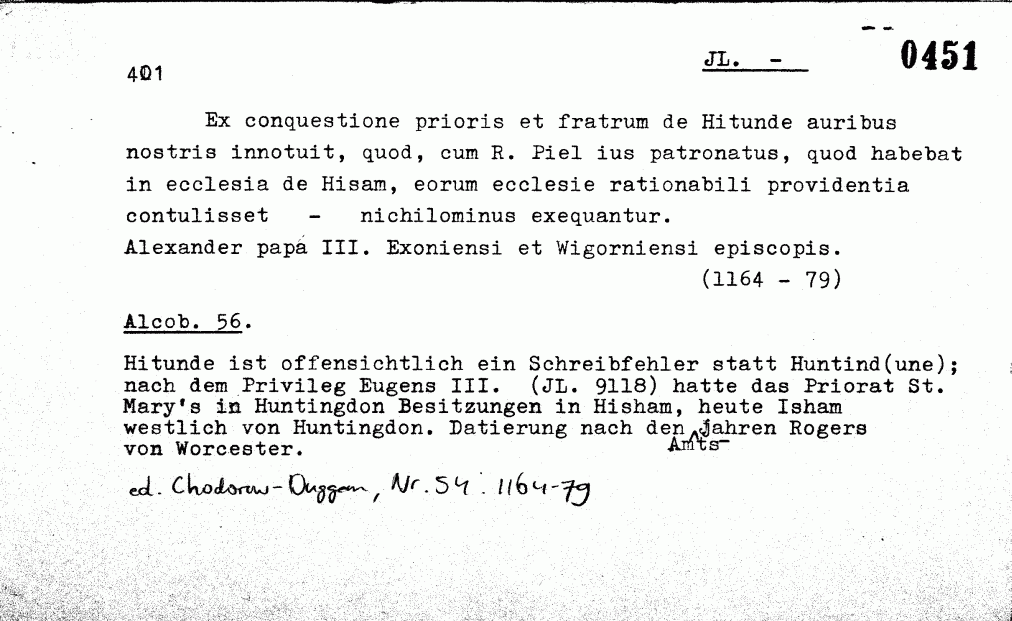 -- 0451
JL. -
401
Ex conquestione prioris et fratrum de Hitunde auribus
nostris innotuit, quod, cum R. Piel ius patronatus, quod habebat
in ecclesia de Hisam, eorum ecclesie rationabili providentia
contulisset - nichilominus exequantur.
Alexander papa III. Exoniensi et Wigorniensi episcopis.
(1164 - 79)
Alcob. 56.
Hitunde ist offensichtlich ein Schreibfehler statt Huntind(une);
nach dem Privileg Eugens III. (JL. 9118) hatte das Priorat St.
Mary's in Huntingdon Besitzungen in Hisham, heute Isham
westlich von Huntingdon. Datierung nach den Amts-jahren Rogers
von Worcester.
ed. Chodorow-Duggan, Nr. 54 : 1164-79